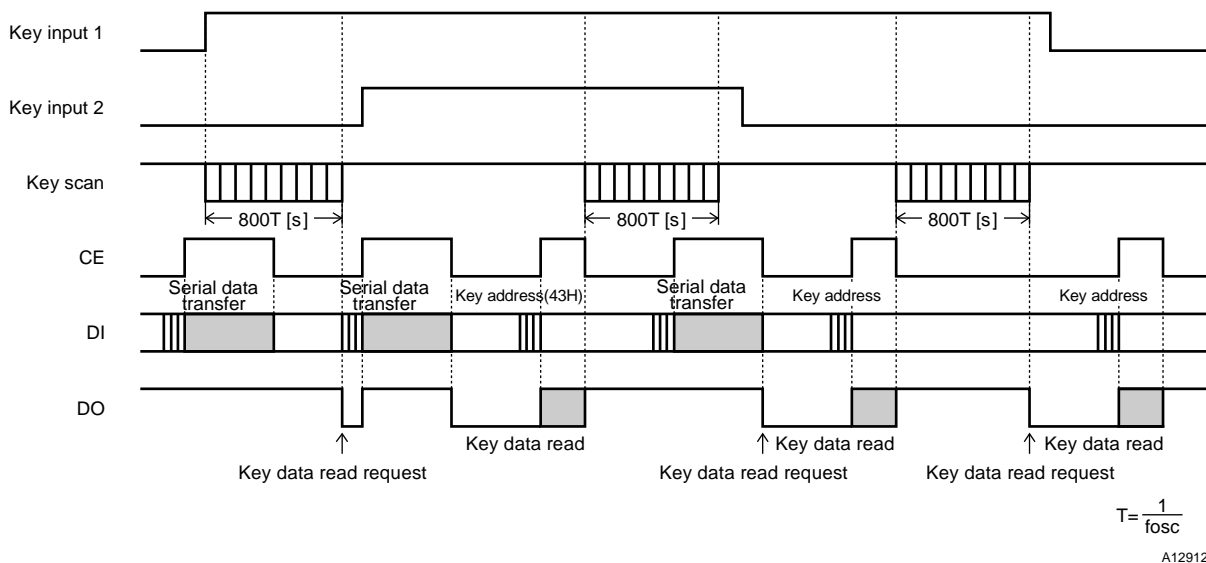 Key input 1
Key input 2
Key scan
800T [s]
800T [s]
800T [s]
CE
Serial data
transfer
Serial data
transfer
Key address(43H)
Serial data
transfer
Key address
Key address
DI
DO
Key data read
Key data read
Key data read
Key data read request
Key data read request
Key data read request
T= 1
fosc
A12912